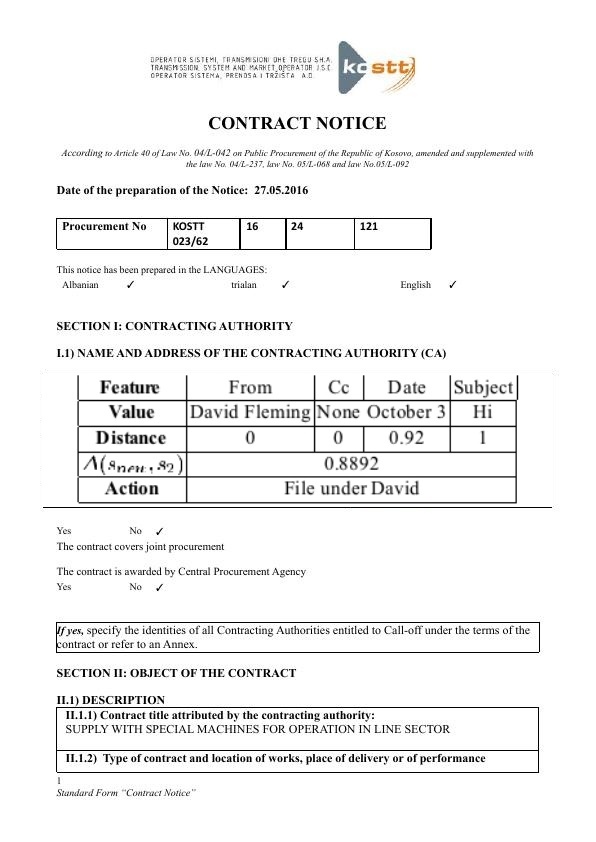 OPERATOR SISTEMI, TRANSMISIONI DHE TREGU SH.A.
TRANSMISSION, SYSTEM AND MARKET OPERATOR J.S.C.
OPERATOR SISTEMA, PRENOSA I TRŽIŠTA A.D.
kostt
CONTRACT NOTICE
According to Article 40 of Law No. 04/L-042 on Public Procurement of the Republic of Kosovo, amended and supplemented with
the law No. 04/L-237, law No. 05/L-068 and law No.05/L-092
Date of the preparation of the Notice: 27.05.2016
Procurement No KOSTT 16 24 121
023/62
This notice has been prepared in the LANGUAGES:
Albanian ✓ trialan ✓ English ✓
SECTION I: CONTRACTING AUTHORITY
I.1) NAME AND ADDRESS OF THE CONTRACTING AUTHORITY (CA)
Feature From Cc Date Subject
Value David Fleming None October 3 Hi
Distance 0 0 0.92 1
Λ(s_new, s_2) 0.8892
Action File under David
Yes No ✓
The contract covers joint procurement
The contract is awarded by Central Procurement Agency
Yes No ✓
If yes, specify the identities of all Contracting Authorities entitled to Call-off under the terms of the
contract or refer to an Annex.
SECTION II: OBJECT OF THE CONTRACT
II.1) DESCRIPTION
II.1.1) Contract title attributed by the contracting authority:
SUPPLY WITH SPECIAL MACHINES FOR OPERATION IN LINE SECTOR
II.1.2) Type of contract and location of works, place of delivery or of performance
1
Standard Form “Contract Notice”